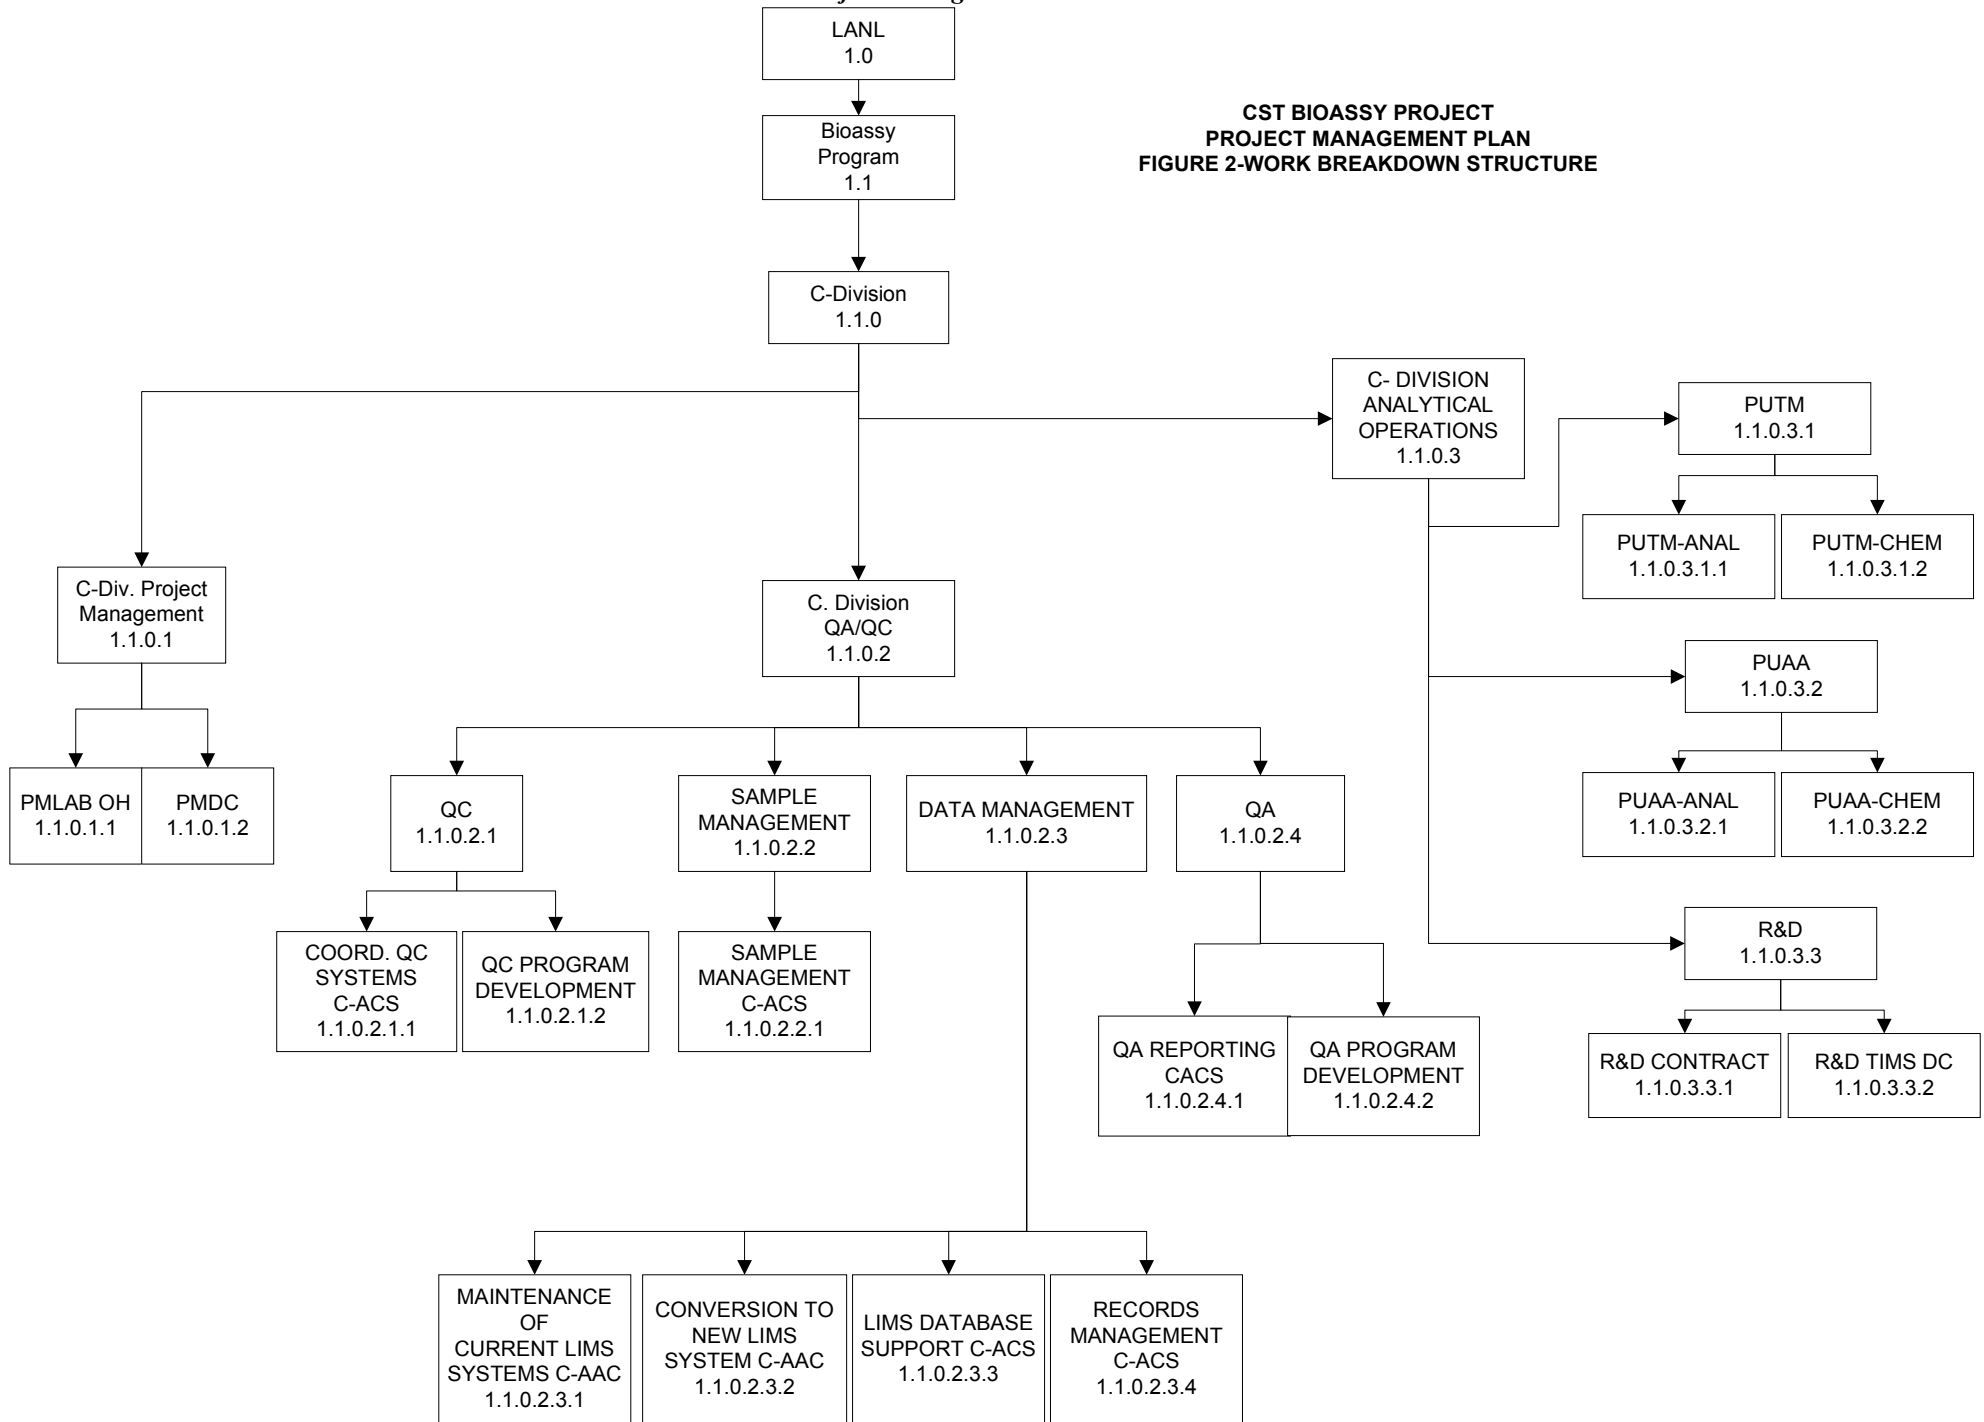 LANL
1.0
Bioassy
Program
1.1
CST BIOASSY PROJECT
PROJECT MANAGEMENT PLAN
FIGURE 2-WORK BREAKDOWN STRUCTURE
C-Division
1.1.0
C- DIVISION
ANALYTICAL
OPERATIONS
1.1.0.3
PUTM
1.1.0.3.1
PUTM-ANAL
1.1.0.3.1.1
PUTM-CHEM
1.1.0.3.1.2
C-Div. Project
Management
1.1.0.1
C. Division
QA/QC
1.1.0.2
PUAA
1.1.0.3.2
PMLAB OH
1.1.0.1.1
PMDC
1.1.0.1.2
QC
1.1.0.2.1
SAMPLE
MANAGEMENT
1.1.0.2.2
DATA MANAGEMENT
1.1.0.2.3
QA
1.1.0.2.4
PUAA-ANAL
1.1.0.3.2.1
PUAA-CHEM
1.1.0.3.2.2
COORD. QC
SYSTEMS
C-ACS
1.1.0.2.1.1
QC PROGRAM
DEVELOPMENT
1.1.0.2.1.2
SAMPLE
MANAGEMENT
C-ACS
1.1.0.2.2.1
R&D
1.1.0.3.3
QA REPORTING
CACS
1.1.0.2.4.1
QA PROGRAM
DEVELOPMENT
1.1.0.2.4.2
R&D CONTRACT
1.1.0.3.3.1
R&D TIMS DC
1.1.0.3.3.2
MAINTENANCE
OF
CURRENT LIMS
SYSTEMS C-AAC
1.1.0.2.3.1
CONVERSION TO
NEW LIMS
SYSTEM C-AAC
1.1.0.2.3.2
LIMS DATABASE
SUPPORT C-ACS
1.1.0.2.3.3
RECORDS
MANAGEMENT
C-ACS
1.1.0.2.3.4